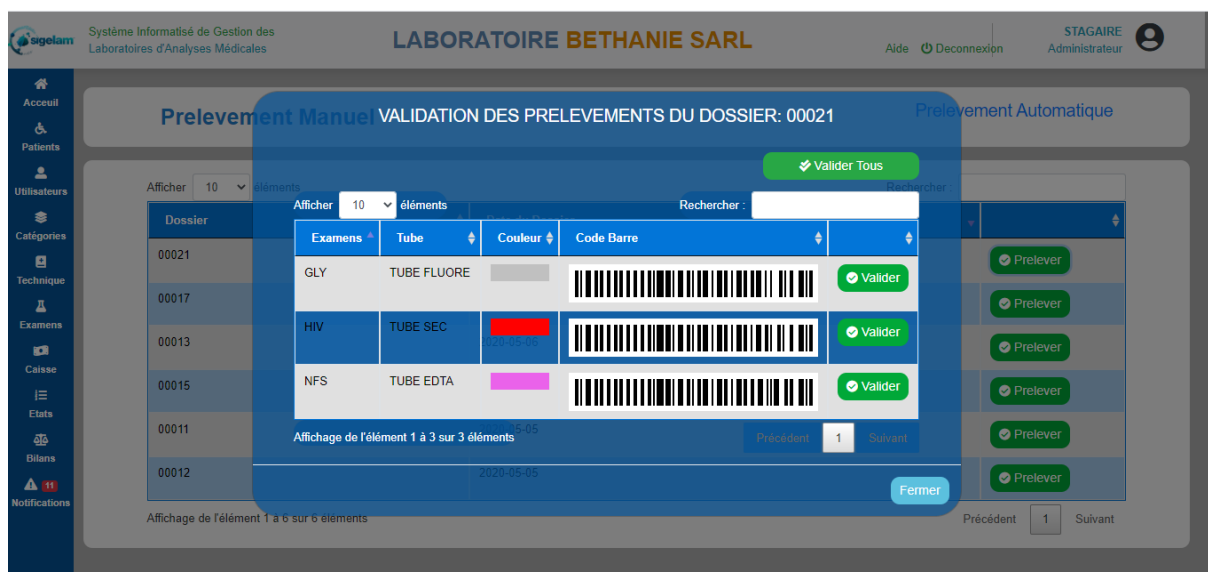 sigelam
Système Informatisé de Gestion des
Laboratoires d'Analyses Médicales
LABORATOIRE BETHANIE SARL
Aide Deconnexion
STAGAIRE
Administrateur
Acceuil
Patients
Utilisateurs
Catégories
Technique
Examens
Caisse
Etats
Bilans
11
Notifications
Prelevement Manuel
Prelevement Automatique
VALIDATION DES PRELEVEMENTS DU DOSSIER: 00021
Valider Tous
Afficher 10 éléments
Rechercher :
Afficher 10 éléments
Rechercher :
Dossier
Examens Tube Couleur Code Barre
GLY TUBE FLUORE Valider
HIV TUBE SEC Valider
NFS TUBE EDTA Valider
Affichage de l'élément 1 à 3 sur 3 éléments
Précédent 1 Suivant
Fermer
00021 Prelever
00017 Prelever
00013 2020-05-06 Prelever
00015 Prelever
00011 Prelever
00012 2020-05-05 Prelever
Affichage de l'élément 1 à 6 sur 6 éléments
Précédent 1 Suivant